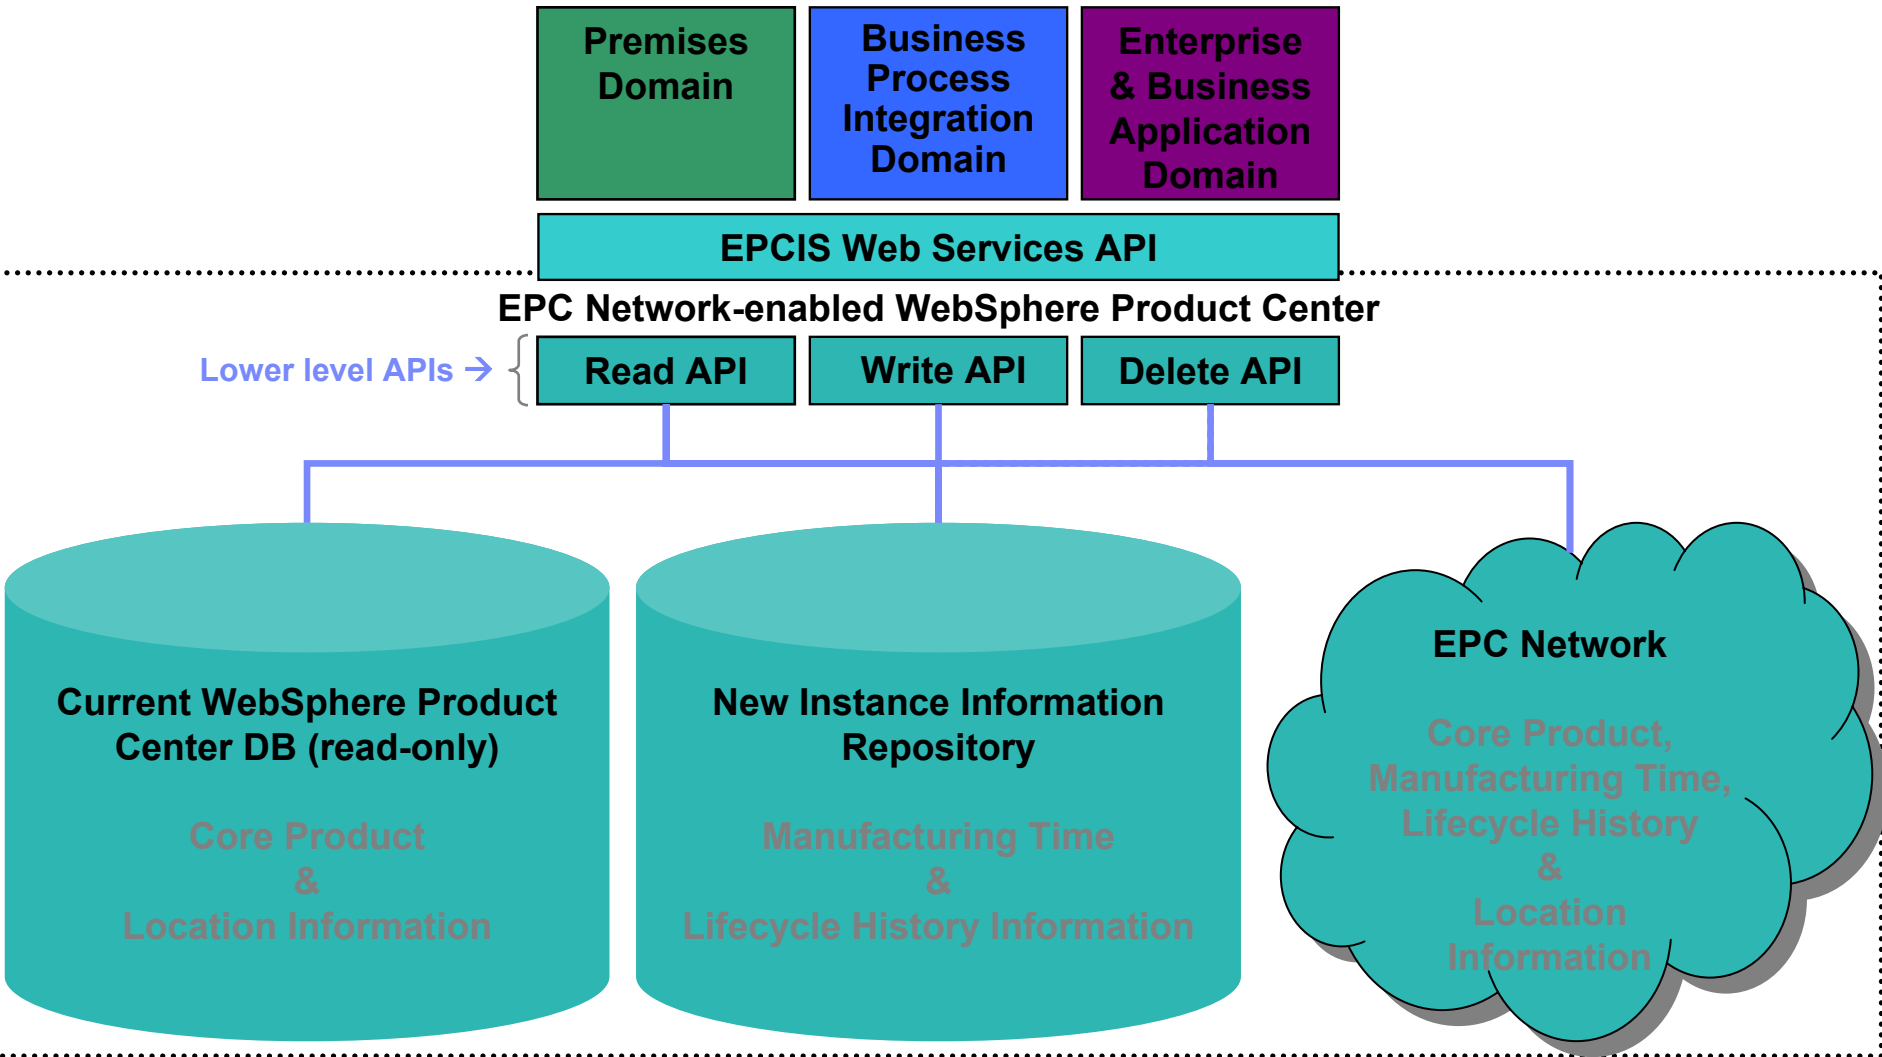 Premises
Domain
Business
Process
Integration
Domain
Enterprise
& Business
Application
Domain
EPCIS Web Services API
EPC Network-enabled WebSphere Product Center
Lower level APIs →
Read API
Write API
Delete API
Current WebSphere Product
Center DB (read-only)
Core Product
&
Location Information
New Instance Information
Repository
Manufacturing Time
&
Lifecycle History Information
EPC Network
Core Product,
Manufacturing Time,
Lifecycle History
&
Location
Information